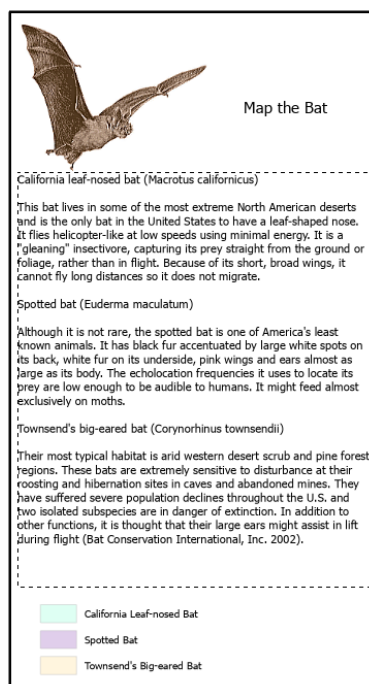 Map the Bat
California leaf-nosed bat (Macrotus californicus)
This bat lives in some of the most extreme North American deserts
and is the only bat in the United States to have a leaf-shaped nose.
It flies helicopter-like at low speeds using minimal energy. It is a
"gleaning" insectivore, capturing its prey straight from the ground or
foliage, rather than in flight. Because of its short, broad wings, it
cannot fly long distances so it does not migrate.
Spotted bat (Euderma maculatum)
Although it is not rare, the spotted bat is one of America's least
known animals. It has black fur accentuated by large white spots on
its back, white fur on its underside, pink wings and ears almost as
large as its body. The echolocation frequencies it uses to locate its
prey are low enough to be audible to humans. It might feed almost
exclusively on moths.
Townsend's big-eared bat (Corynorhinus townsendii)
Their most typical habitat is arid western desert scrub and pine forest
regions. These bats are extremely sensitive to disturbance at their
roosting and hibernation sites in caves and abandoned mines. They
have suffered severe population declines throughout the U.S. and
two isolated subspecies are in danger of extinction. In addition to
other functions, it is thought that their large ears might assist in lift
during flight (Bat Conservation International, Inc. 2002).
California Leaf-nosed Bat
Spotted Bat
Townsend's Big-eared Bat